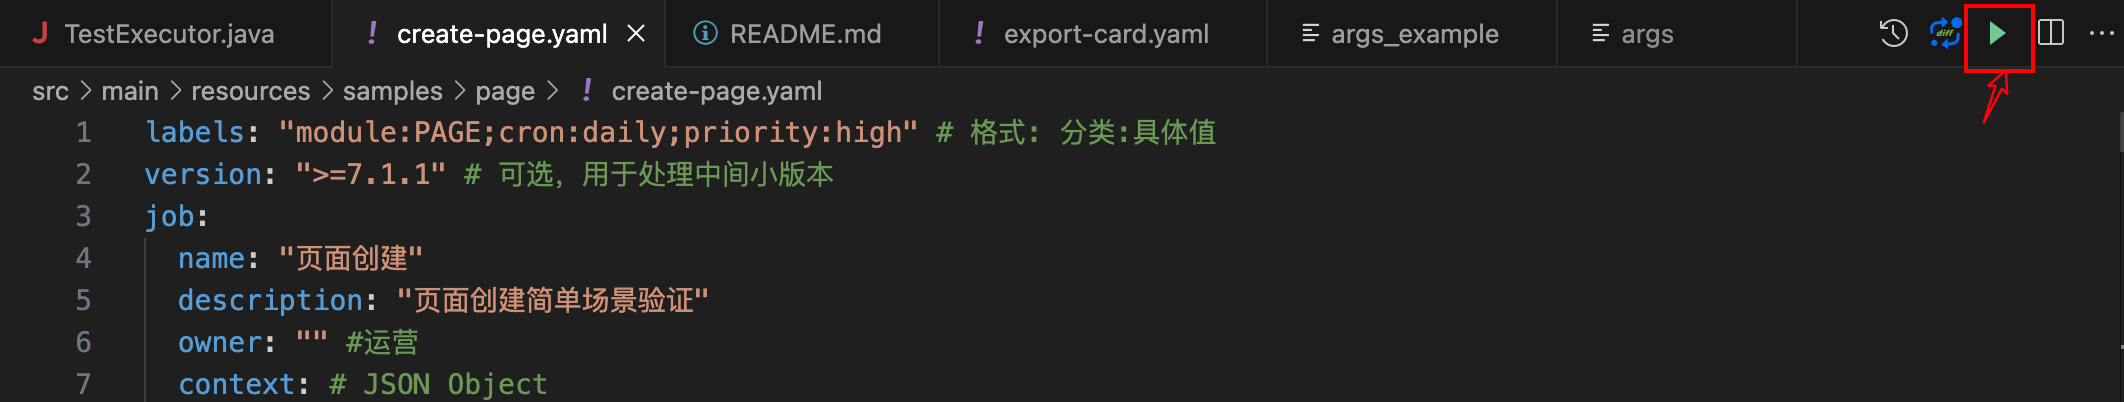 TestExecutor.java
! create-page.yaml
README.md
! export-card.yaml
args_example
args
diff
src > main > resources > samples > page > ! create-page.yaml
1 labels: "module:PAGE;cron:daily;priority:high" # 格式: 分类:具体值
2 version: ">=7.1.1" # 可选，用于处理中间小版本
3 job:
4 name: "页面创建"
5 description: "页面创建简单场景验证"
6 owner: "" #运营
7 context: # JSON Object